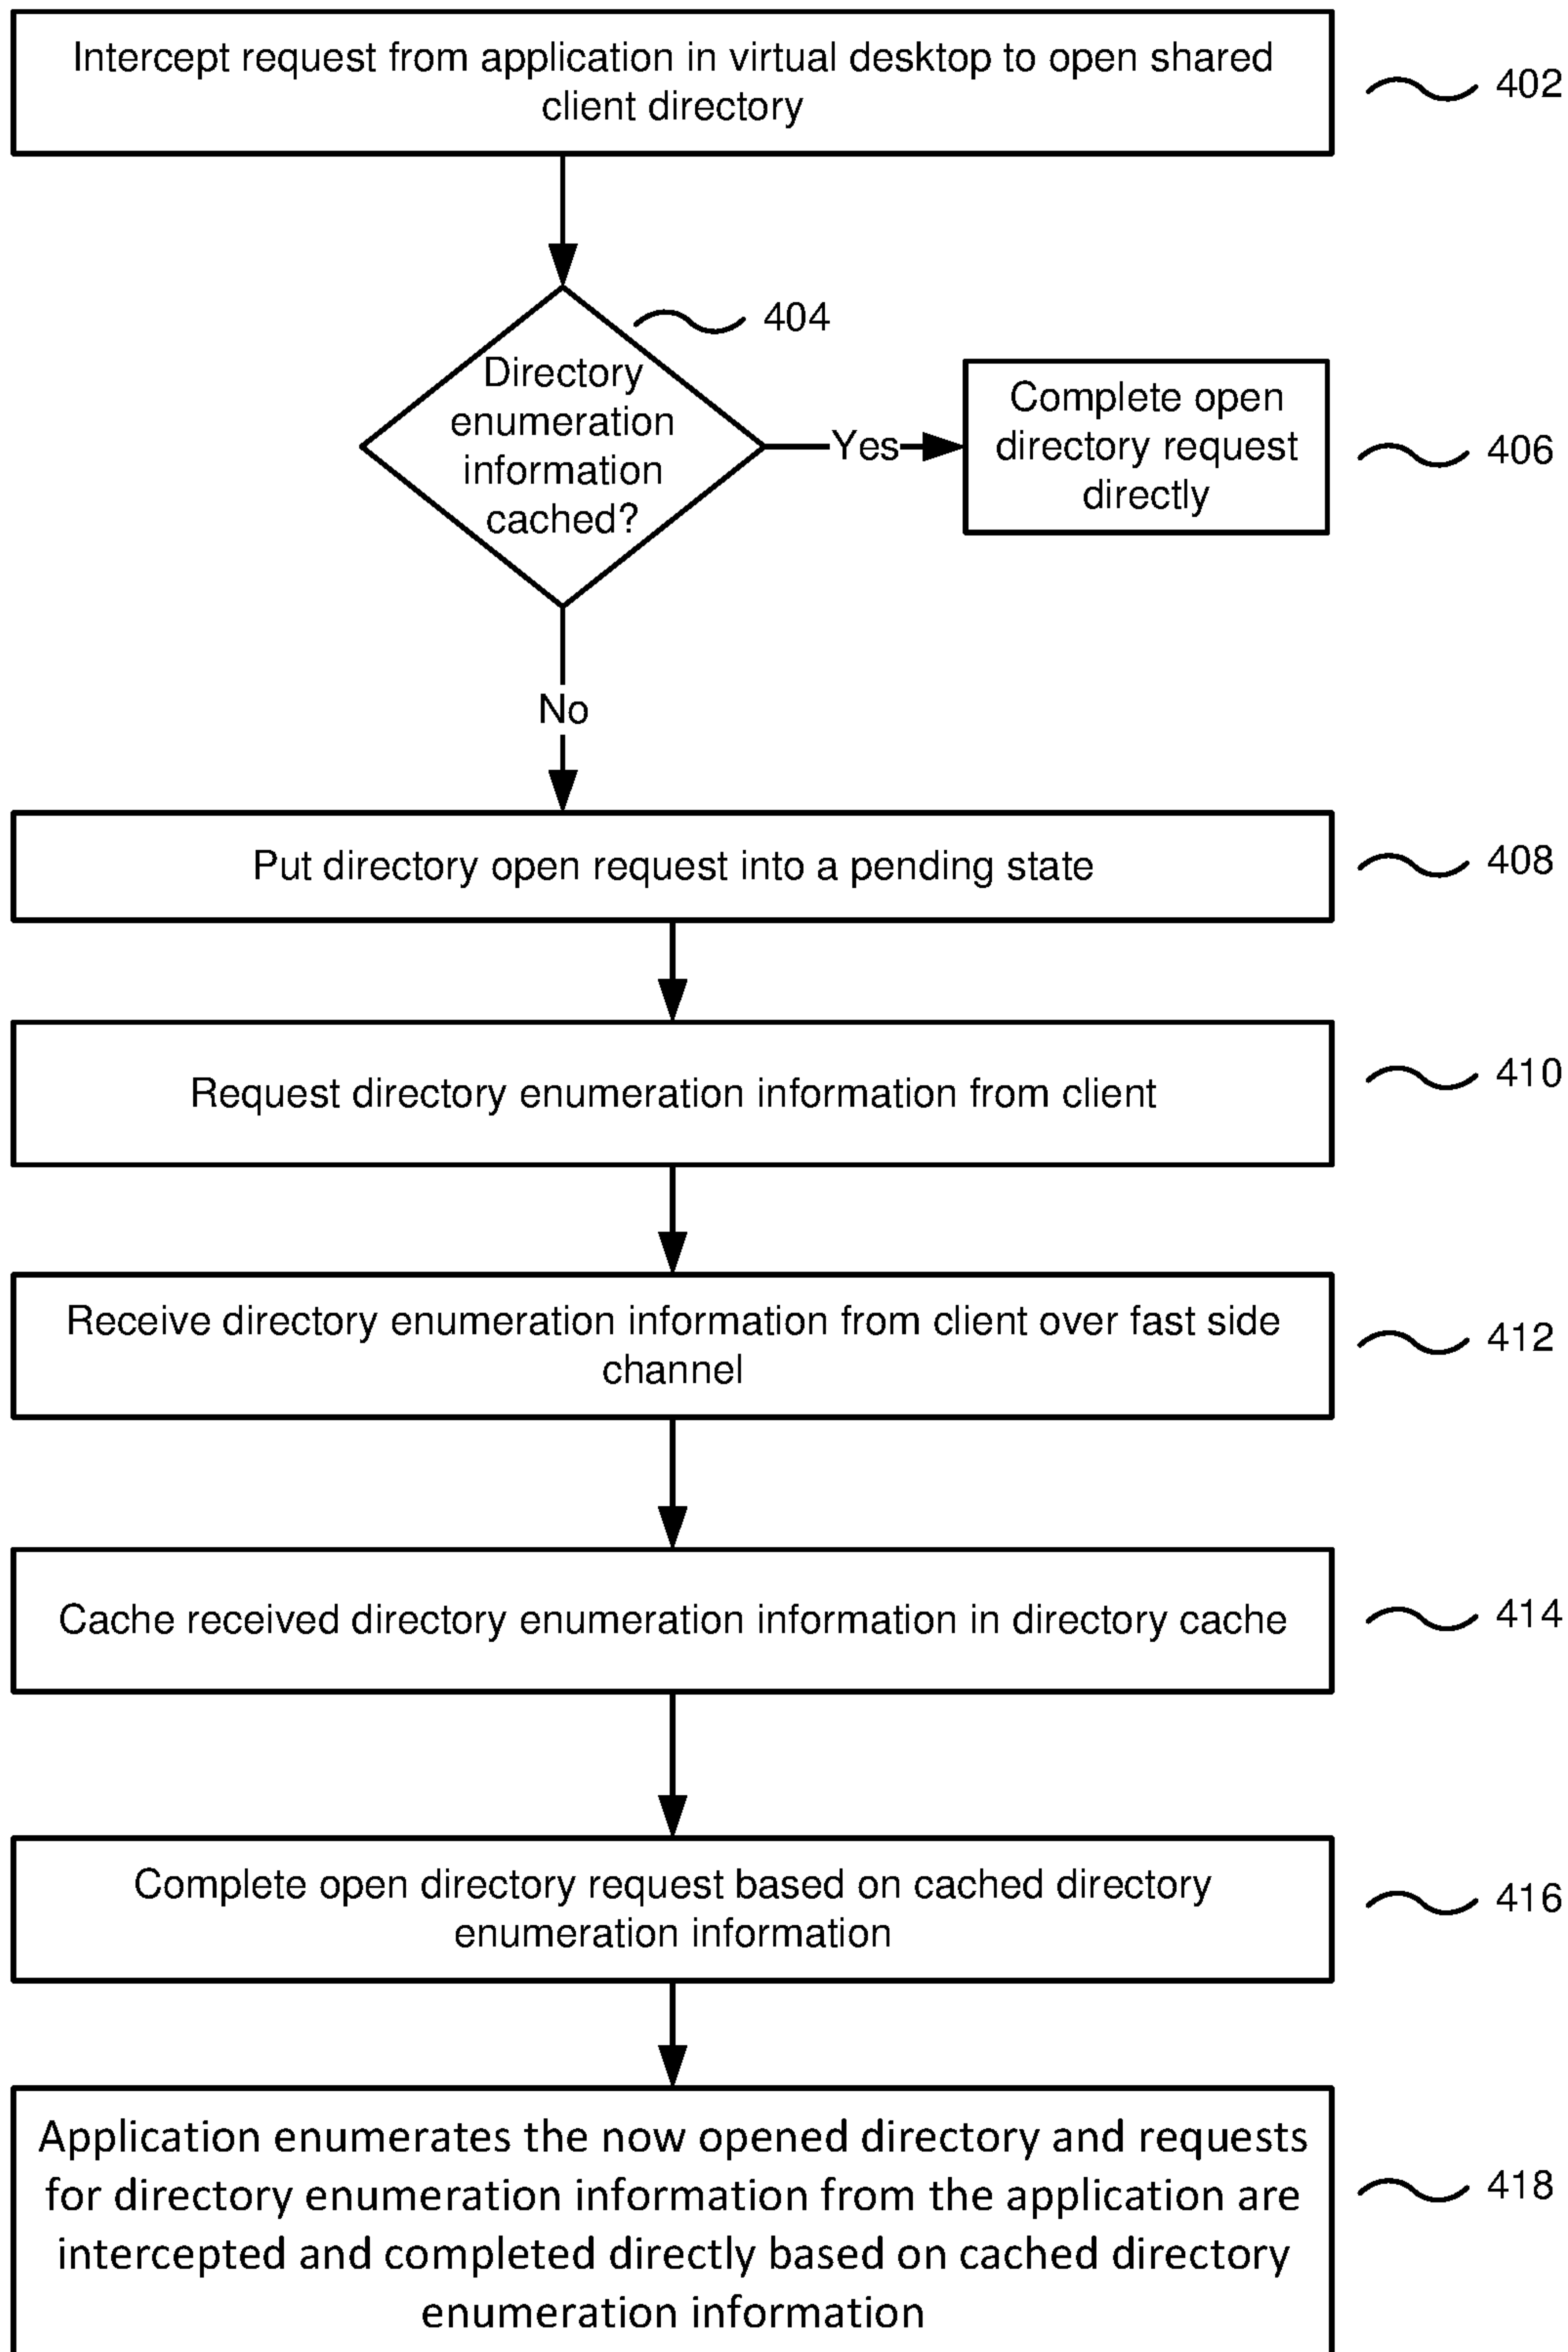 Intercept request from application in virtual desktop to open shared
client directory
402
404
Directory
enumeration
information
cached?
Yes
Complete open
directory request
directly
406
No
Put directory open request into a pending state
408
Request directory enumeration information from client
410
Receive directory enumeration information from client over fast side
channel
412
Cache received directory enumeration information in directory cache
414
Complete open directory request based on cached directory
enumeration information
416
Application enumerates the now opened directory and requests
for directory enumeration information from the application are
intercepted and completed directly based on cached directory
enumeration information
418